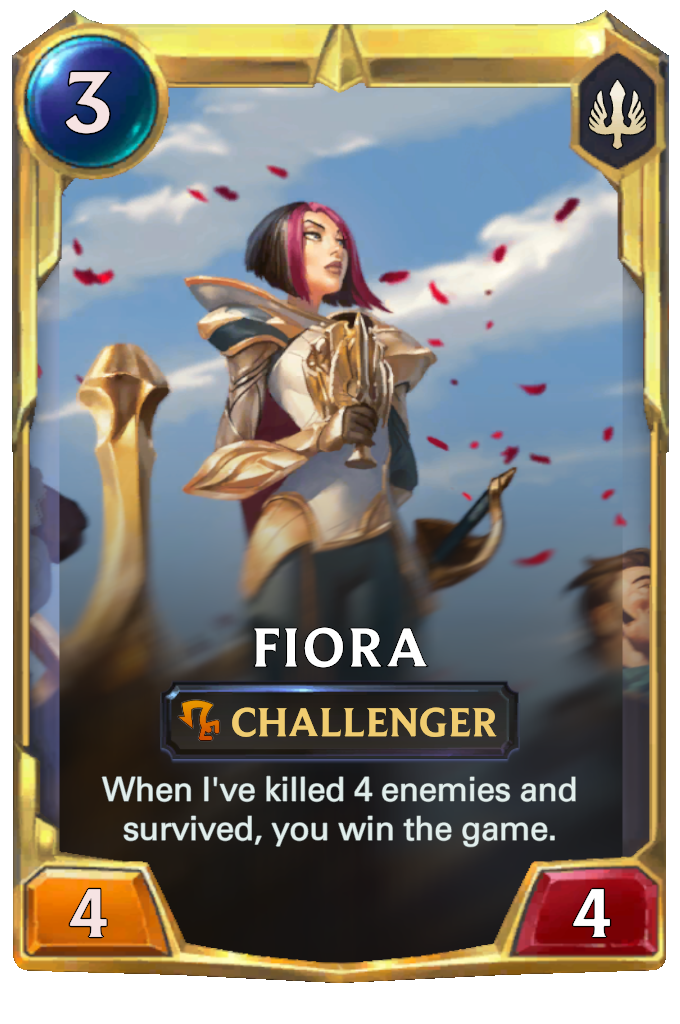 3
FIORA
CHALLENGER
When I've killed 4 enemies and
survived, you win the game.
4 4